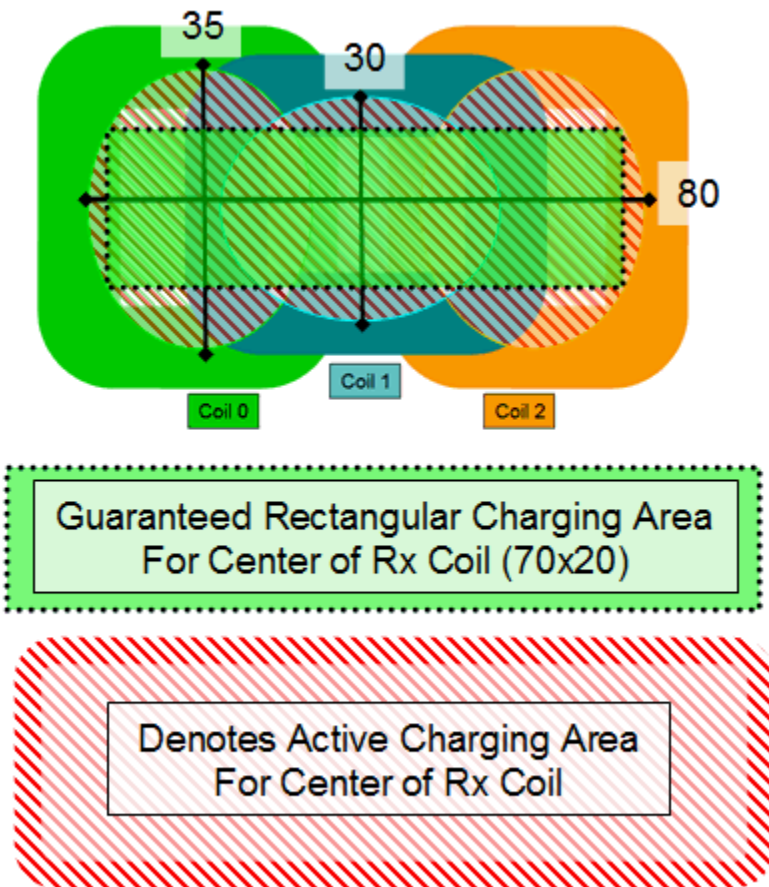 35
30
80
Coil 1
Coil 0
Coil 2
Guaranteed Rectangular Charging Area
For Center of Rx Coil (70x20)
Denotes Active Charging Area
For Center of Rx Coil